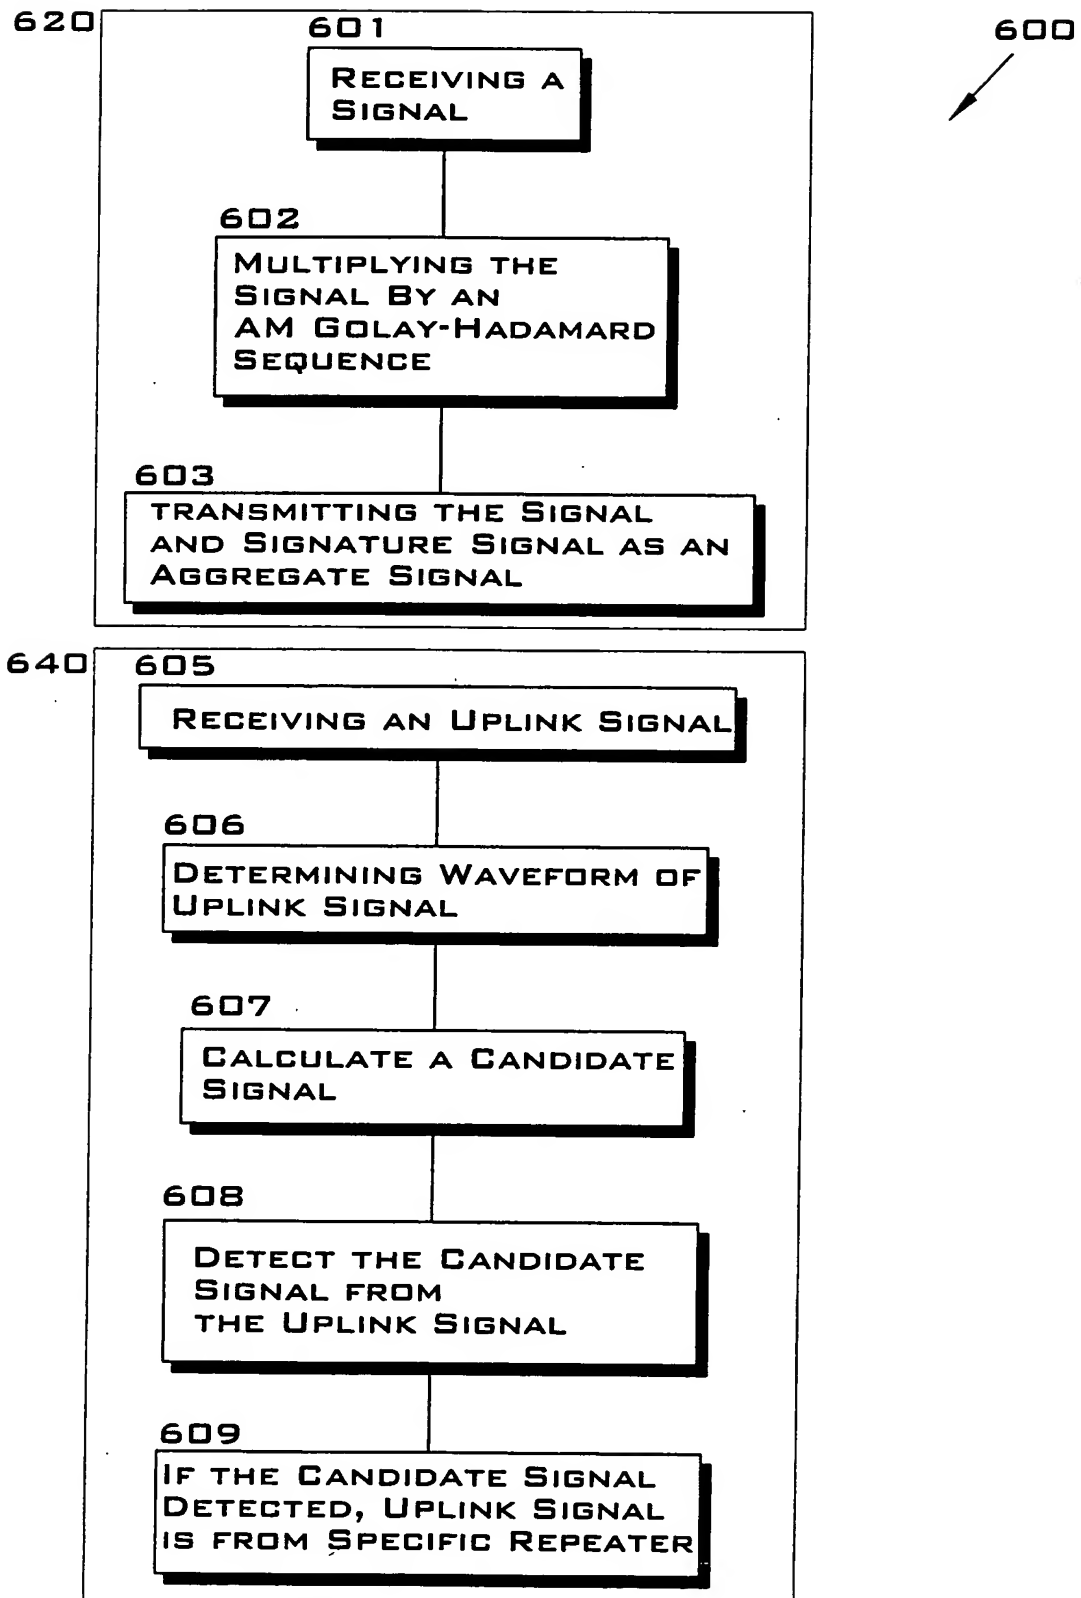 620
601
600
RECEIVING A
SIGNAL
602
MULTIPLYING THE
SIGNAL BY AN
AM GOLAY-HADAMARD
SEQUENCE
603
TRANSMITTING THE SIGNAL
AND SIGNATURE SIGNAL AS AN
AGGREGATE SIGNAL
640
605
RECEIVING AN UPLINK SIGNAL
606
DETERMINING WAVEFORM OF
UPLINK SIGNAL
607
CALCULATE A CANDIDATE
SIGNAL
608
DETECT THE CANDIDATE
SIGNAL FROM
THE UPLINK SIGNAL
609
IF THE CANDIDATE SIGNAL
DETECTED, UPLINK SIGNAL
IS FROM SPECIFIC REPEATER